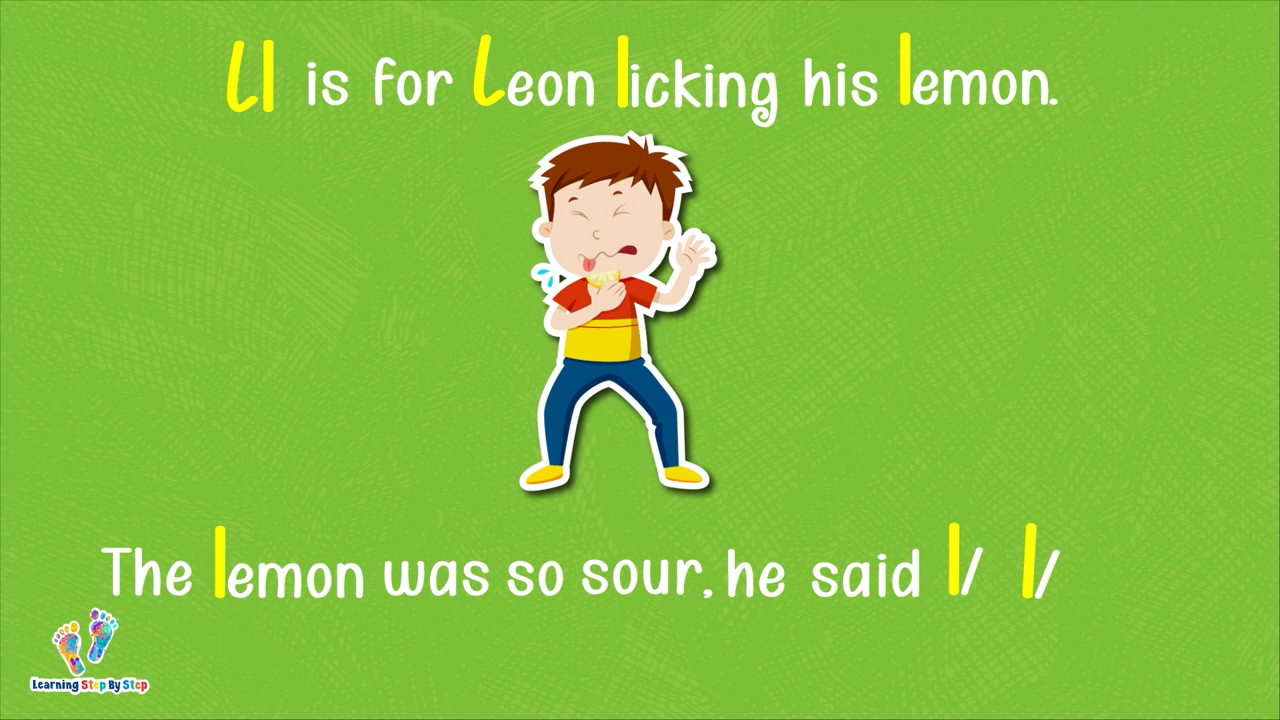 Ll is for Leon licking his lemon.
The lemon was so sour, he said l/ l/
Learning Step By Step